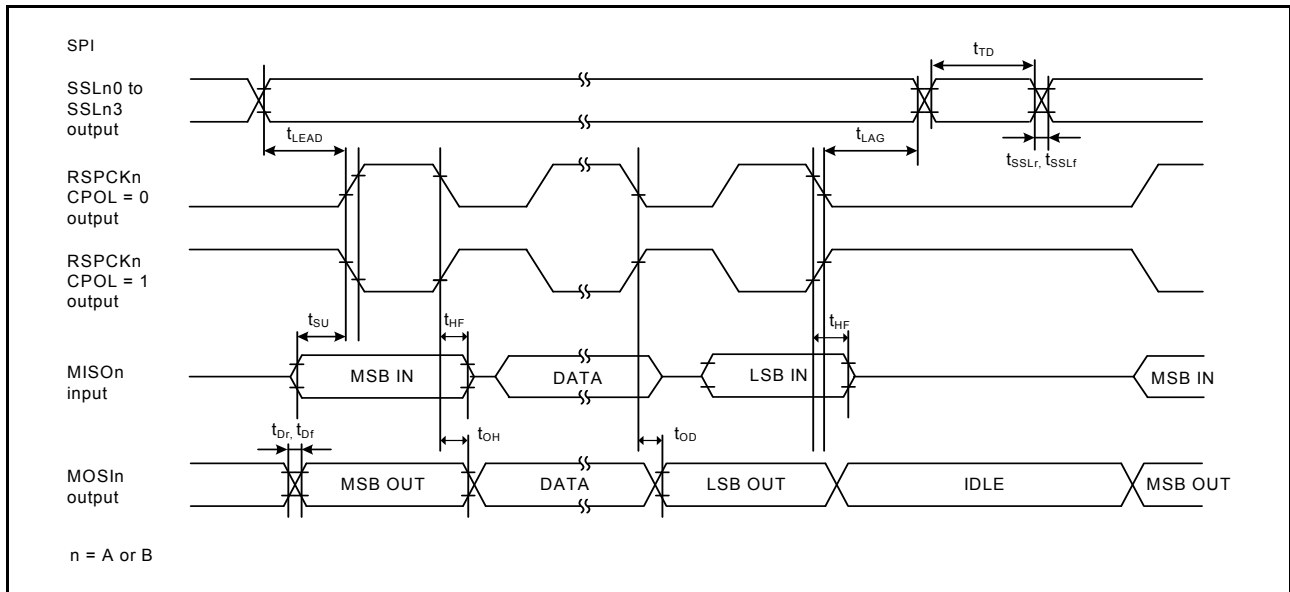 SPI
SSLn0 to
SSLn3
output
tTD
tLEAD
tLAG
tSSLr, tSSLf
RSPCKn
CPOL = 0
output
RSPCKn
CPOL = 1
output
tSU
tHF
tHF
MISOn
input
MSB IN
DATA
LSB IN
MSB IN
tDr, tDf
tOH
tOD
MOSIn
output
MSB OUT
DATA
LSB OUT
IDLE
MSB OUT
n = A or B